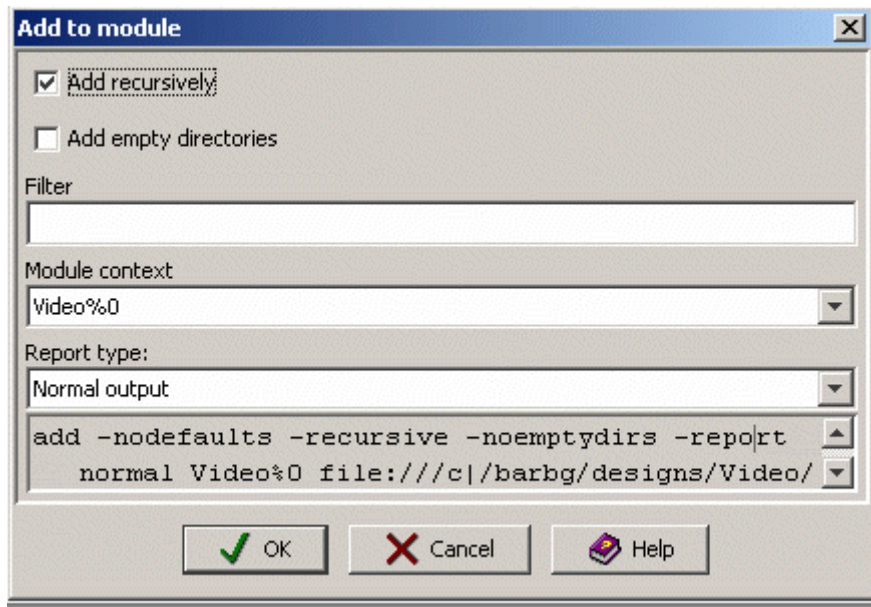 Add to module
Add recursively
Add empty directories
Filter
Module context
Video%0
Report type:
Normal output
add -nodefaults -recursive -noemptydirs -report
normal Video%0 file:///c|/barbg/designs/Video/
OK Cancel Help